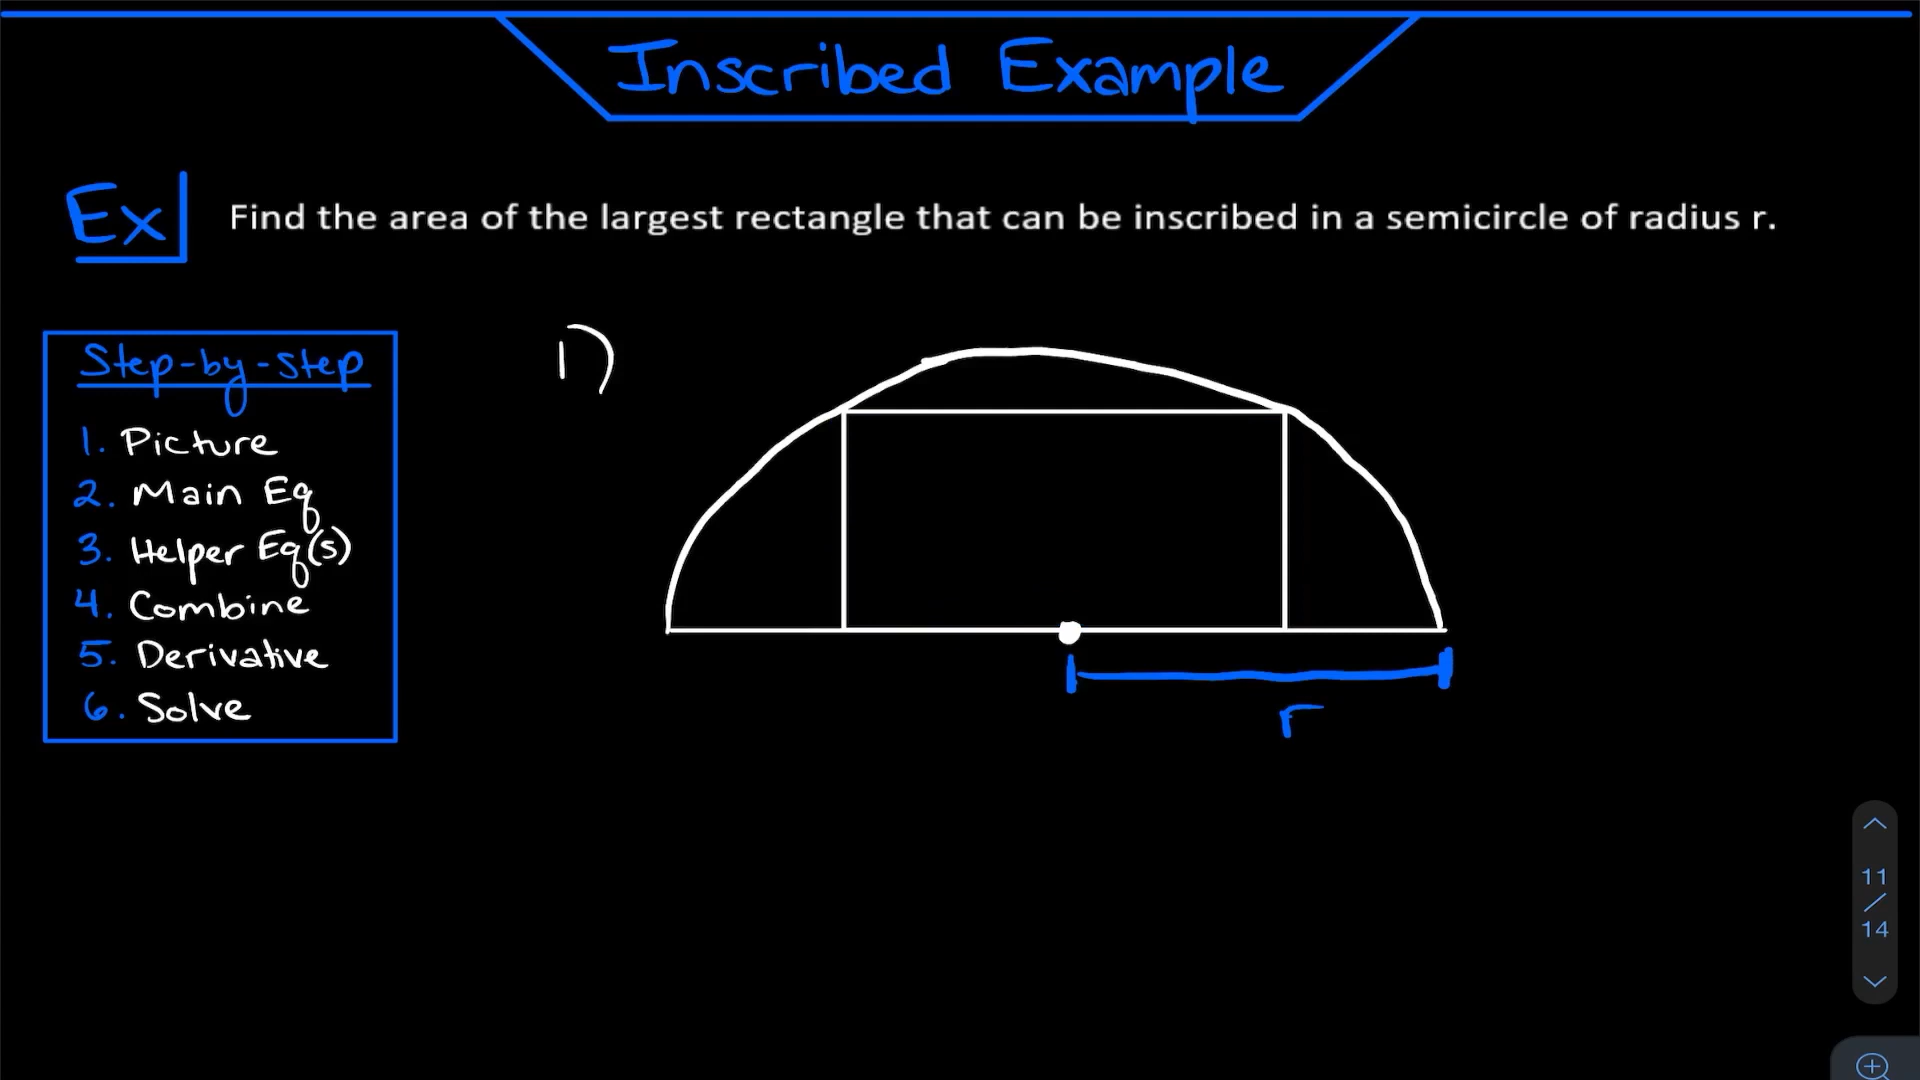 Inscribed Example
Ex
Find the area of the largest rectangle that can be inscribed in a semicircle of radius r.
Step-by-step
1. Picture
2. Main Eq
3. Helper Eq(s)
4. Combine
5. Derivative
6. Solve
1)
r
11
/
14